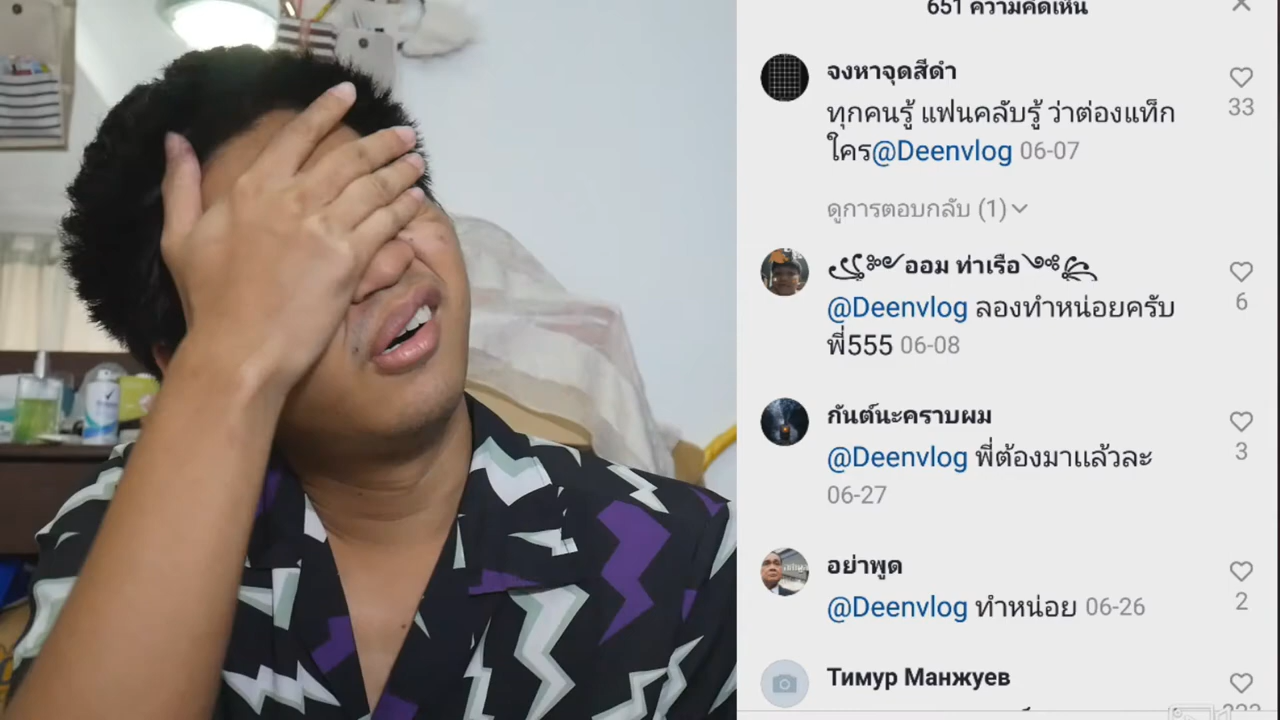 651 ความคิดเห็น
จงหาจุดสีดำ
ทุกคนรู้ แฟนคลับรู้ ว่าต่องแท็ก
33
ใคร@Deenvlog 06-07
ดูการตอบกลับ (1)
ออม ท่าเรือ
@Deenvlog ลองทำหน่อยครับ
6
พี่555 06-08
กันต์นะคราบผม
@Deenvlog พี่ต้องมาแล้วละ
3
06-27
อย่าพูด
@Deenvlog ทำหน่อย 06-26
2
Тимур Манжуев